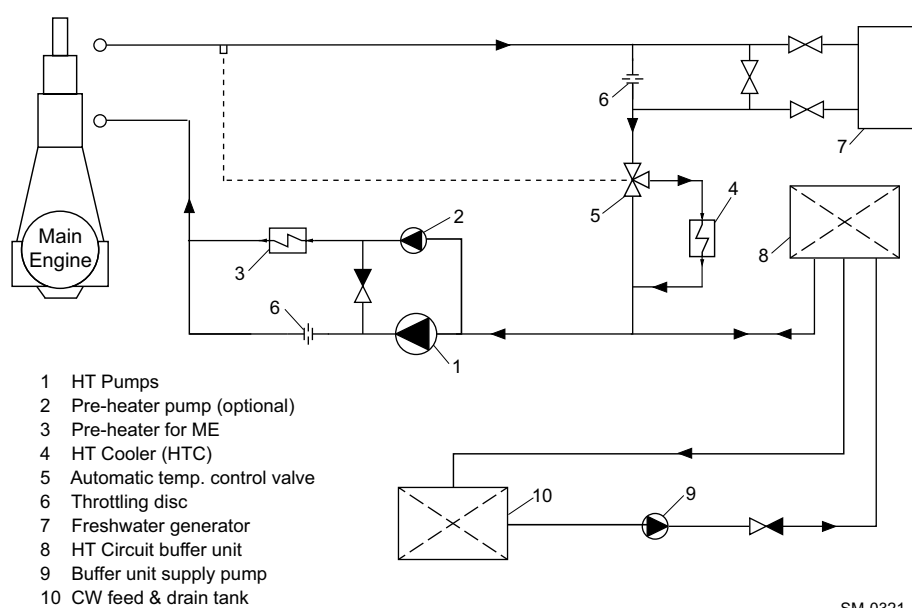 6
7
4
5
8
Main
Engine
2
3
6
1
1 HT Pumps
2 Pre-heater pump (optional)
3 Pre-heater for ME
4 HT Cooler (HTC)
5 Automatic temp. control valve
6 Throttling disc
7 Freshwater generator
8 HT Circuit buffer unit
9 Buffer unit supply pump
10 CW feed & drain tank
10
9
SM-0321